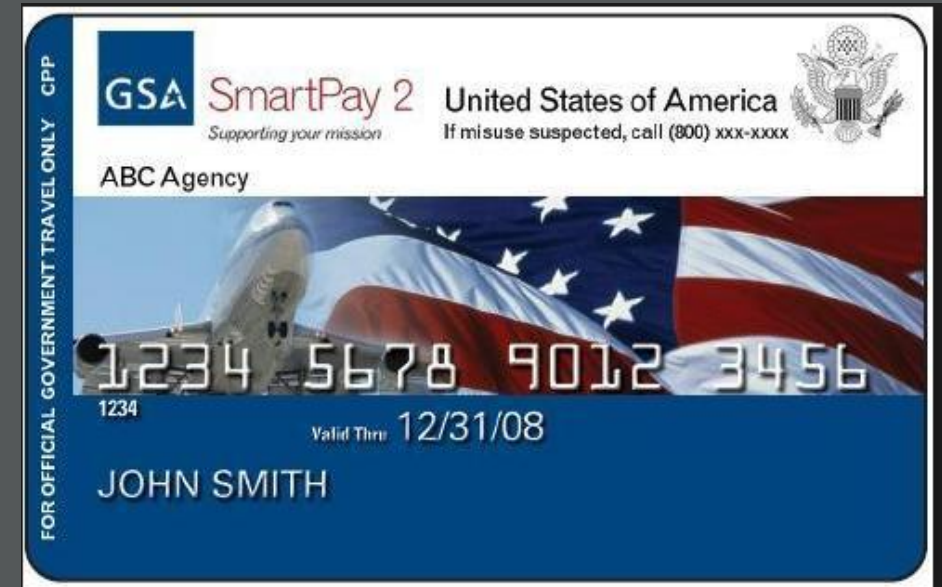 FOR OFFICIAL GOVERNMENT TRAVEL ONLY CPP
GSA SmartPay 2
Supporting your mission
United States of America
If misuse suspected, call (800) xxx-xxxx
ABC Agency
1234 5678 9012 3456
1234
Valid Thru 12/31/08
JOHN SMITH